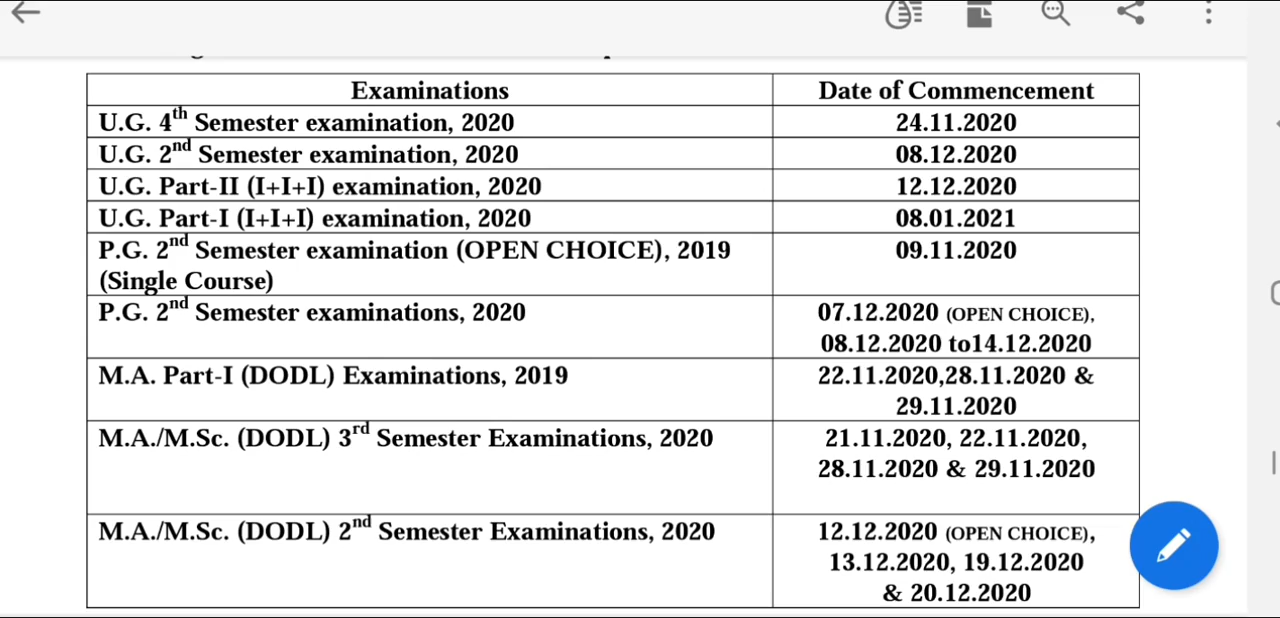 Examinations Date of Commencement
U.G. 4th Semester examination, 2020 24.11.2020
U.G. 2nd Semester examination, 2020 08.12.2020
U.G. Part-II (I+I+I) examination, 2020 12.12.2020
U.G. Part-I (I+I+I) examination, 2020 08.01.2021
P.G. 2nd Semester examination (OPEN CHOICE), 2019 09.11.2020
(Single Course)
P.G. 2nd Semester examinations, 2020 07.12.2020 (OPEN CHOICE),
08.12.2020 to14.12.2020
M.A. Part-I (DODL) Examinations, 2019 22.11.2020,28.11.2020 &
29.11.2020
M.A./M.Sc. (DODL) 3rd Semester Examinations, 2020 21.11.2020, 22.11.2020,
28.11.2020 & 29.11.2020
M.A./M.Sc. (DODL) 2nd Semester Examinations, 2020 12.12.2020 (OPEN CHOICE),
13.12.2020, 19.12.2020
& 20.12.2020